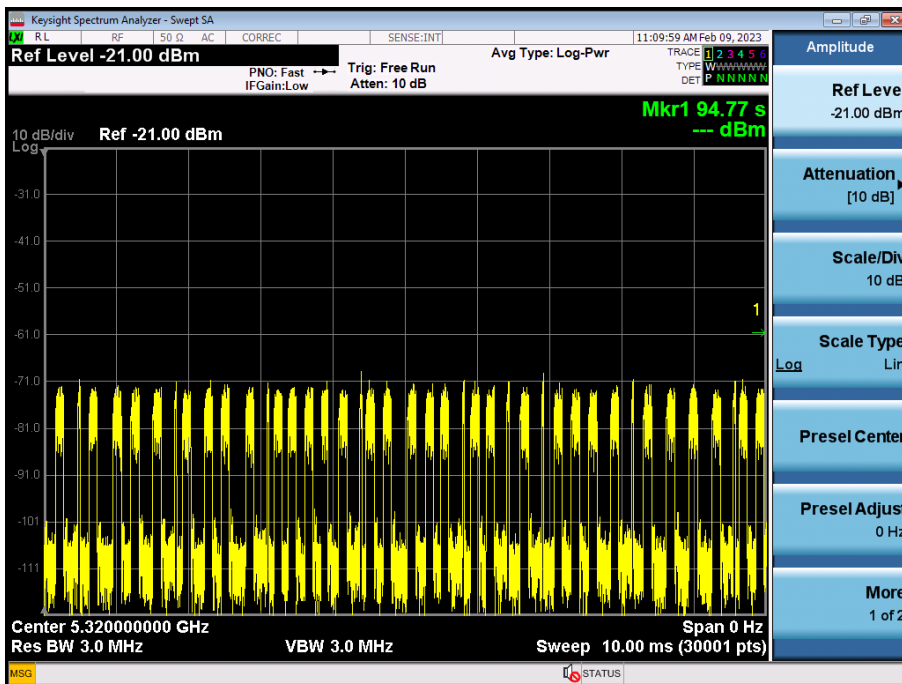 Keysight Spectrum Analyzer - Swept SA
LXI RL RF 50 Ω AC CORREC SENSE:INT 11:09:59 AM Feb 09, 2023
Ref Level -21.00 dBm
PNO: Fast
IFGain:Low
Trig: Free Run
Atten: 10 dB
Avg Type: Log-Pwr
TRACE 1 2 3 4 5 6
TYPE WWWWWW
DET P N N N N N
Mkr1 94.77 s
--- dBm
10 dB/div Ref -21.00 dBm
Log
-31.0
-41.0
-51.0
1
-61.0
-71.0
-81.0
-91.0
-101
-111
Center 5.320000000 GHz Span 0 Hz
Res BW 3.0 MHz VBW 3.0 MHz Sweep 10.00 ms (30001 pts)
MSG STATUS
Amplitude
Ref Leve
-21.00 dBm
Attenuation
[10 dB]
Scale/Div
10 dB
Scale Type
Log Lin
Presel Center
Presel Adjust
0 Hz
More
1 of 2